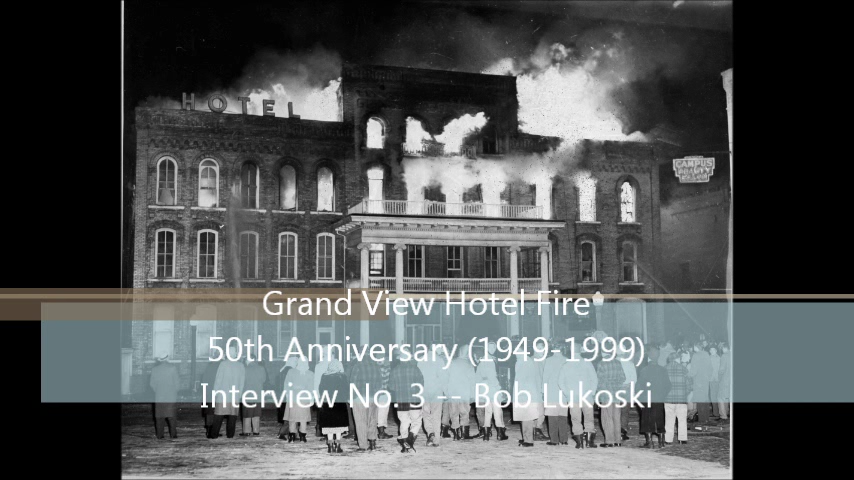 HOTEL
CAMPUS
BEAUTY
Grand View Hotel Fire
50th Anniversary (1949-1999)
Interview No. 3 -- Bob Lukoski